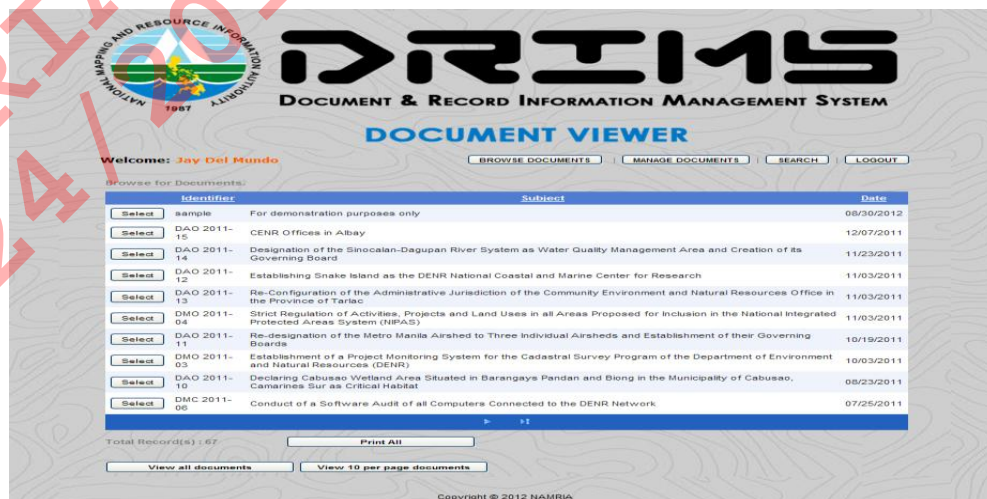 NATIONAL MAPPING AND RESOURCE INFORMATION AUTHORITY
1987
DRIMS
DOCUMENT & RECORD INFORMATION MANAGEMENT SYSTEM
DOCUMENT VIEWER
Welcome: Jay Del Mundo BROWSE DOCUMENTS | MANAGE DOCUMENTS | SEARCH | LOGOUT
Browse for Documents:
Identifier Subject Date
Select sample For demonstration purposes only 08/30/2012
Select DAO 2011-15 CENR Offices in Albay 12/07/2011
Select DAO 2011-14 Designation of the Sinocalan-Dagupan River System as Water Quality Management Area and Creation of its
Governing Board 11/23/2011
Select DAO 2011-12 Establishing Snake Island as the DENR National Coastal and Marine Center for Research 11/03/2011
Select DAO 2011-13 Re-Configuration of the Administrative Jurisdiction of the Community Environment and Natural Resources Office in
the Province of Tarlac 11/03/2011
Select DMO 2011-04 Strict Regulation of Activities, Projects and Land Uses in all Areas Proposed for Inclusion in the National Integrated
Protected Areas System (NIPAS) 11/03/2011
Select DAO 2011-11 Re-designation of the Metro Manila Airshed to Three Individual Airsheds and Establishment of their Governing
Boards 10/19/2011
Select DMO 2011-03 Establishment of a Project Monitoring System for the Cadastral Survey Program of the Department of Environment
and Natural Resources (DENR) 10/03/2011
Select DAO 2011-10 Declaring Cabusao Wetland Area Situated in Barangays Pandan and Biong in the Municipality of Cabusao,
Camarines Sur as Critical Habitat 08/23/2011
Select DMC 2011-06 Conduct of a Software Audit of all Computers Connected to the DENR Network 07/25/2011
Total Record(s) : 67 Print All
View all documents View 10 per page documents
Copyright © 2012 NAMRIA